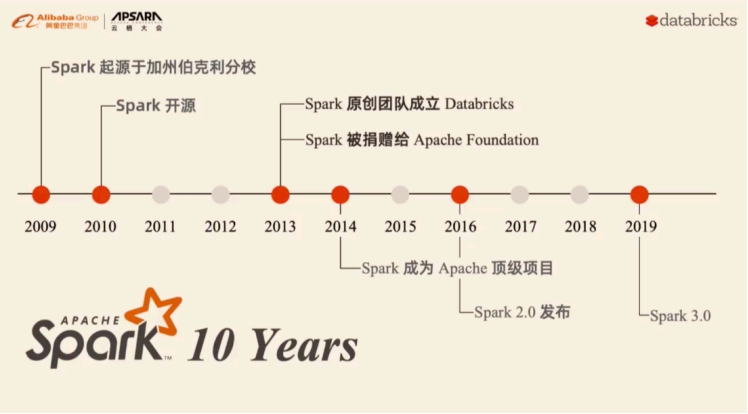 Alibaba Group
阿里巴巴集团
APSARA
云栖大会
databricks
Spark 起源于加州伯克利分校
Spark 开源
Spark 原创团队成立 Databricks
Spark 被捐赠给 Apache Foundation
2009 2010 2011 2012 2013 2014 2015 2016 2017 2018 2019
Spark 成为 Apache 顶级项目
Spark 2.0 发布
Spark 3.0
APACHE
Spark™ 10 Years